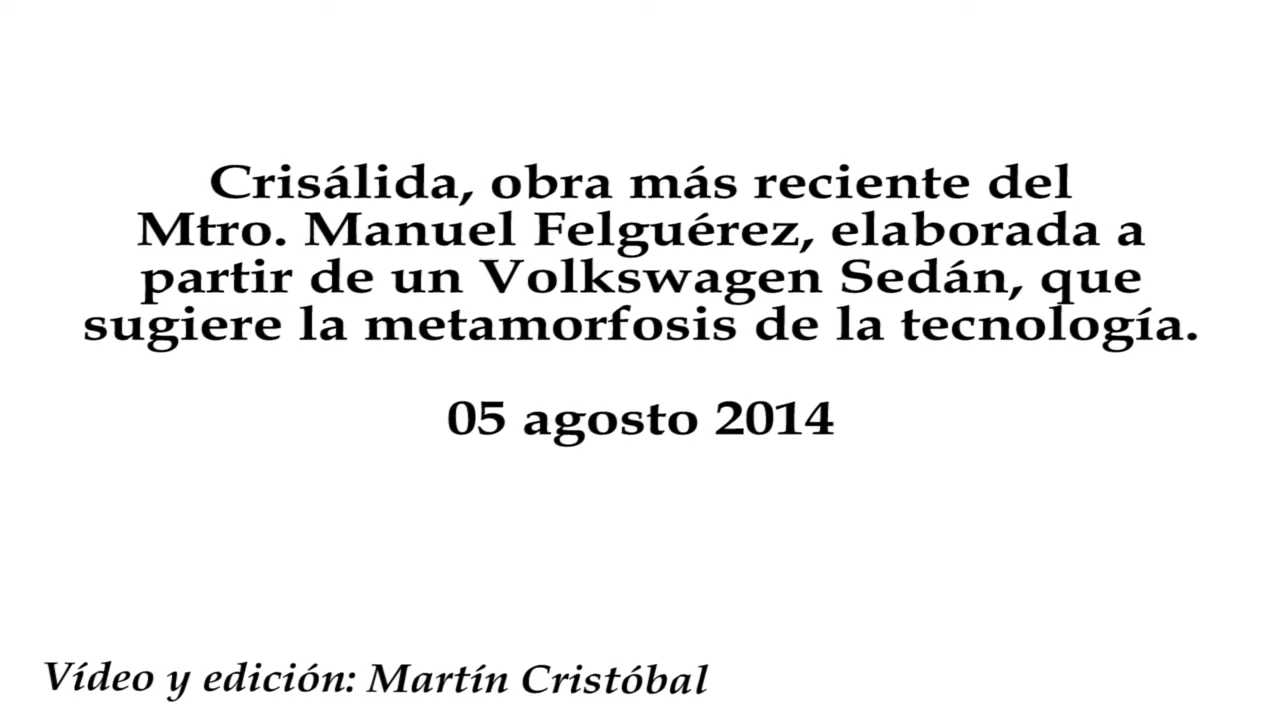 Crisálida, obra más reciente del
Mtro. Manuel Felguérez, elaborada a
partir de un Volkswagen Sedán, que
sugiere la metamorfosis de la tecnología.
05 agosto 2014
Vídeo y edición: Martín Cristóbal